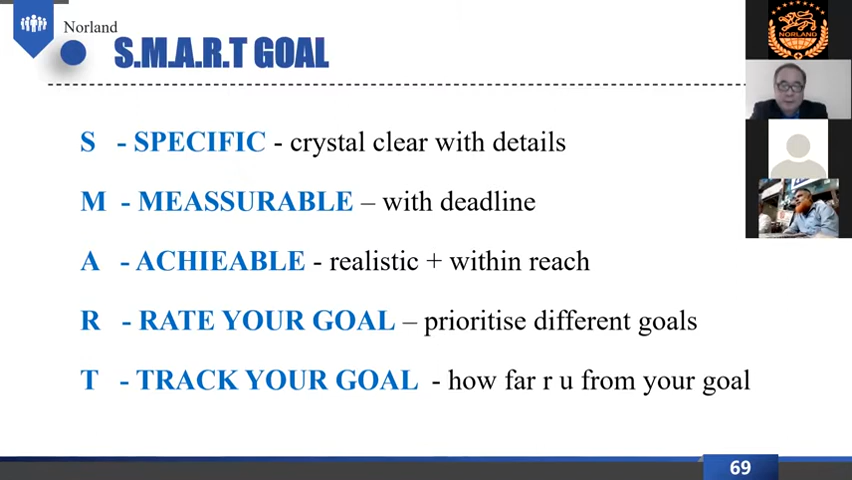 Norland
S.M.A.R.T GOAL
S - SPECIFIC - crystal clear with details
M - MEASSURABLE – with deadline
A - ACHIEABLE - realistic + within reach
R - RATE YOUR GOAL – prioritise different goals
T - TRACK YOUR GOAL - how far r u from your goal
69
NORLAND